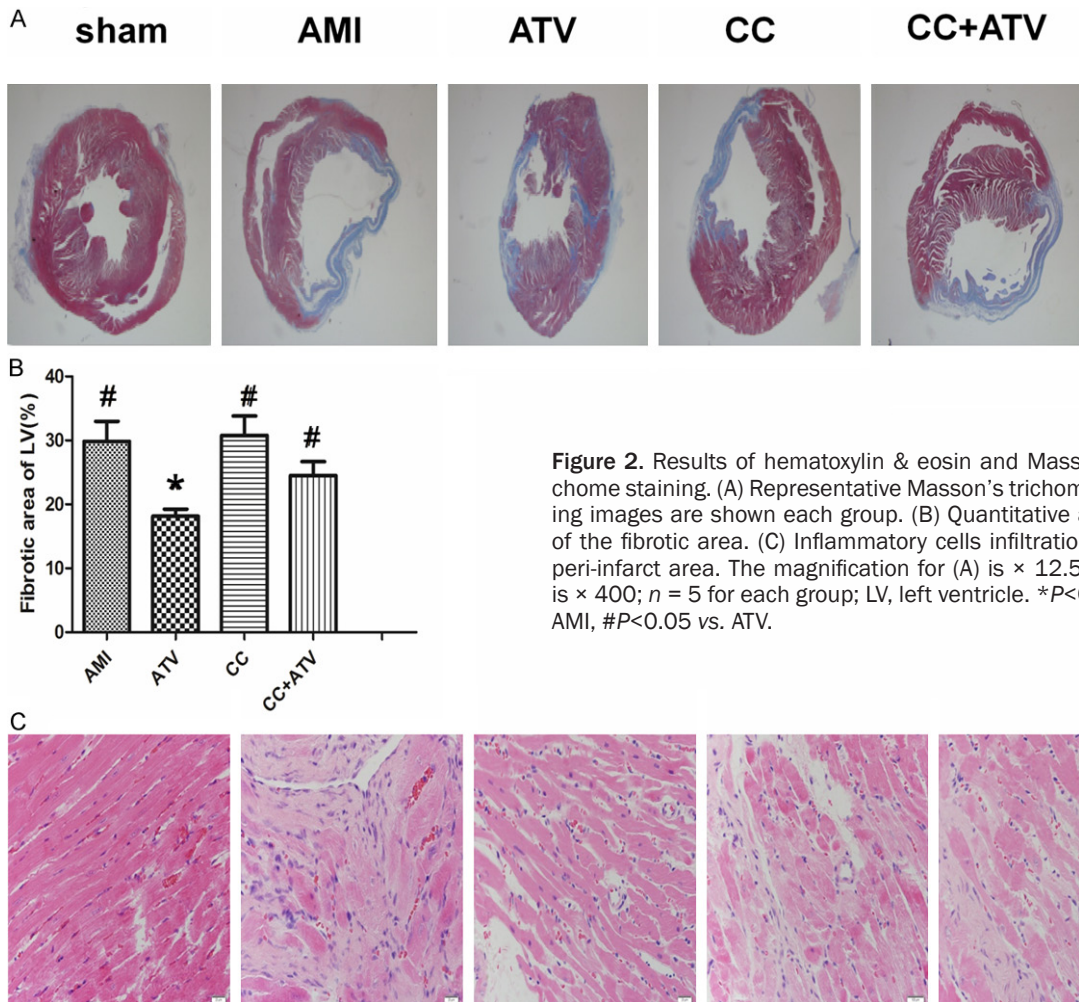 A
sham AMI ATV CC CC+ATV
B
Fibrotic area of LV(%)
40
30
20
10
0
# * # #
AMI ATV CC CC+ATV
Figure 2. Results of hematoxylin & eosin and Mass
chome staining. (A) Representative Masson's trichom
ing images are shown each group. (B) Quantitative a
of the fibrotic area. (C) Inflammatory cells infiltration
peri-infarct area. The magnification for (A) is × 12.5
is × 400; n = 5 for each group; LV, left ventricle. *P<
AMI, #P<0.05 vs. ATV.
C